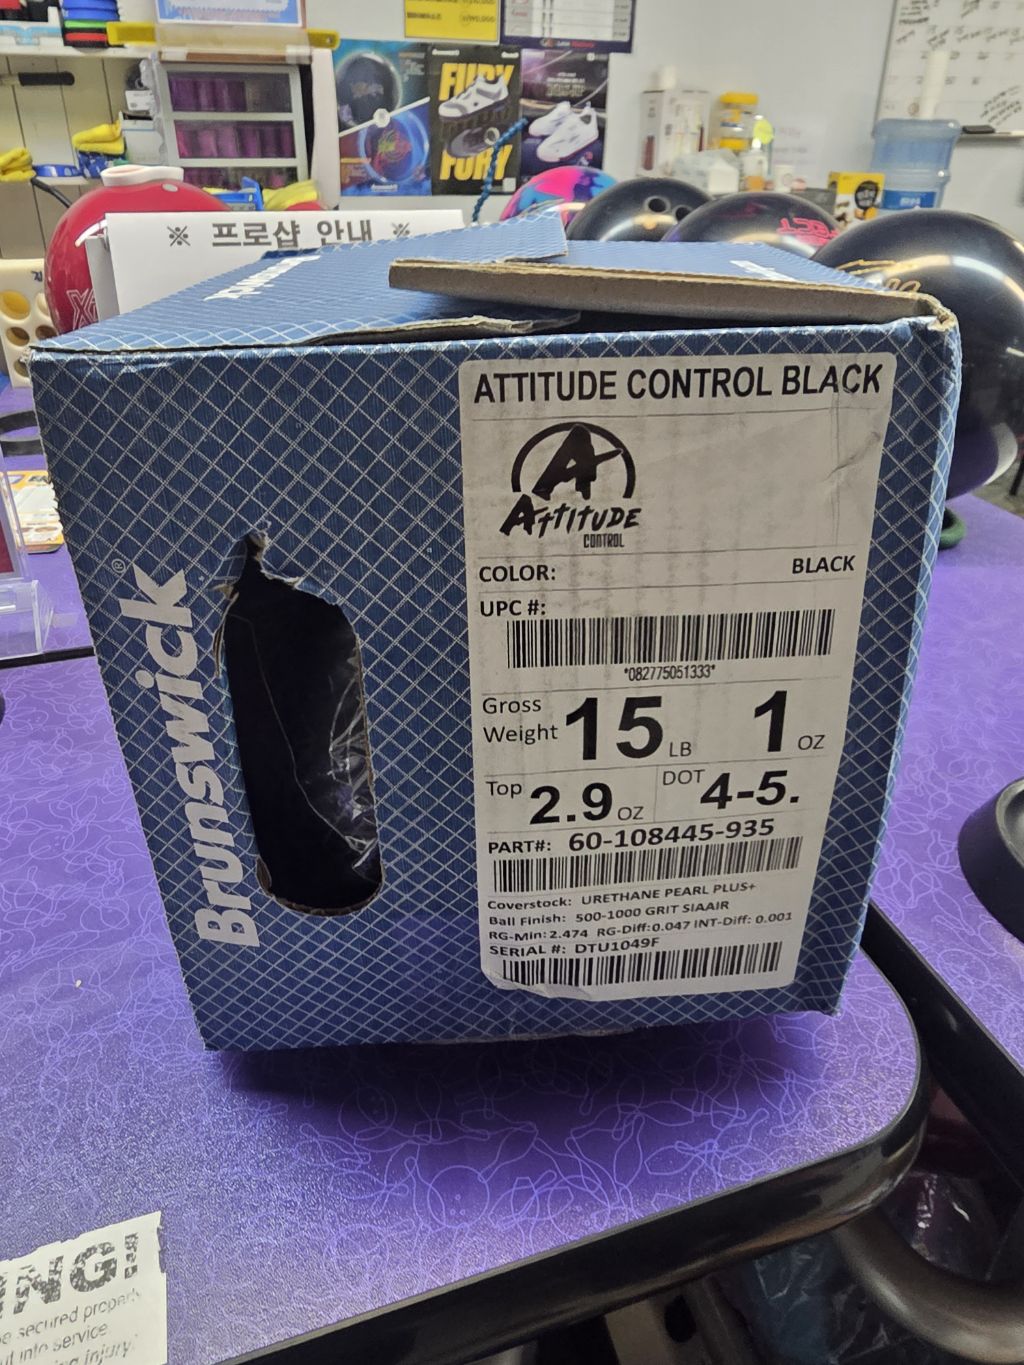 FURY
FURY
※ 프로샵 안내 ※
Brunswick®
ATTITUDE CONTROL BLACK
A
ATTITUDE
CONTROL
COLOR: BLACK
UPC #:
*082775051333*
Gross Weight 15 LB 1 OZ
Top 2.9 OZ DOT 4-5.
PART#: 60-108445-935
Coverstock: URETHANE PEARL PLUS+
Ball Finish: 500-1000 GRIT SIAAIR
RG-Min: 2.474 RG-Diff:0.047 INT-Diff: 0.001
SERIAL #: DTU1049F
NG!
be secured properly
ut into service
injury.